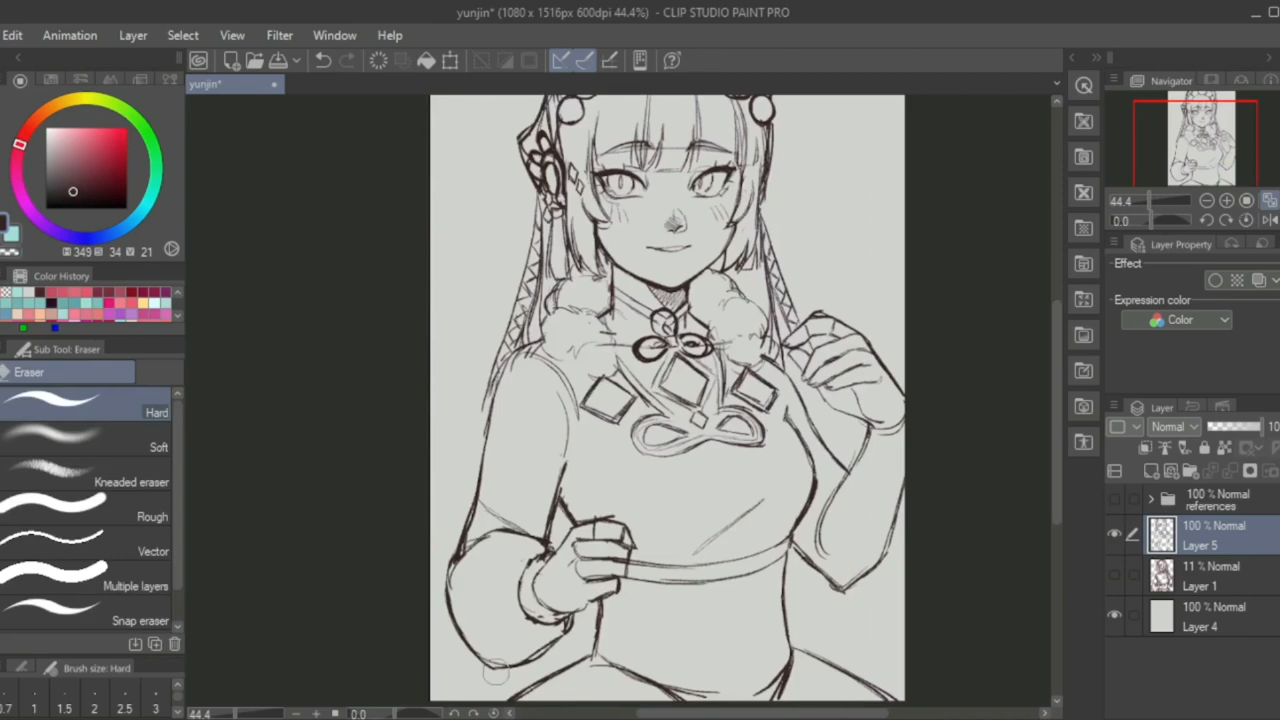 yunjin* (1080 x 1516px 600dpi 44.4%) - CLIP STUDIO PAINT PRO
Edit Animation Layer Select View Filter Window Help
yunjin*
Navigator
44.4
0.0
349 34 21
Layer Property
Effect
Color History
Expression color
Color
Sub Tool: Eraser
Eraser
Hard
Soft
Kneaded eraser
Rough
Vector
Multiple layers
Snap eraser
Layer
Normal 10
100 % Normal
references
100 % Normal
Layer 5
11 % Normal
Layer 1
100 % Normal
Layer 4
Brush size: Hard
0.7 1 1.5 2 2.5 3
44.4 0.0